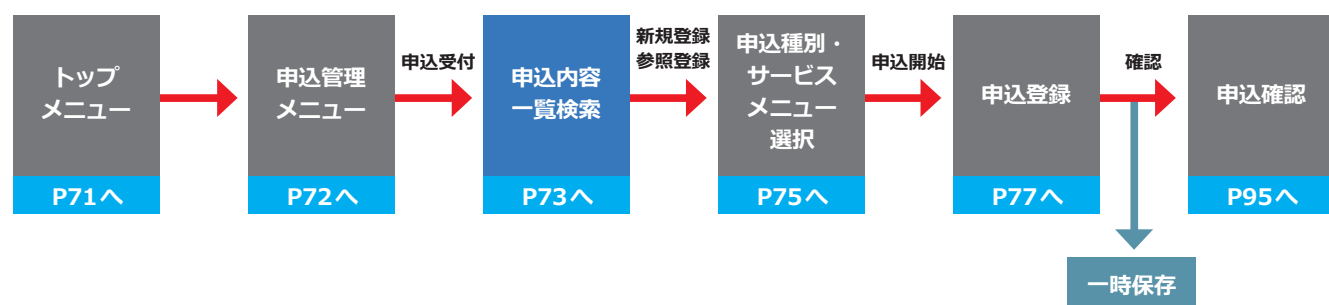 トップ
メニュー
P71へ
申込管理
メニュー
P72へ
申込受付
申込内容
一覧検索
P73へ
新規登録
参照登録
申込種別・
サービス
メニュー
選択
P75へ
申込開始
申込登録
P77へ
確認
申込確認
P95へ
一時保存